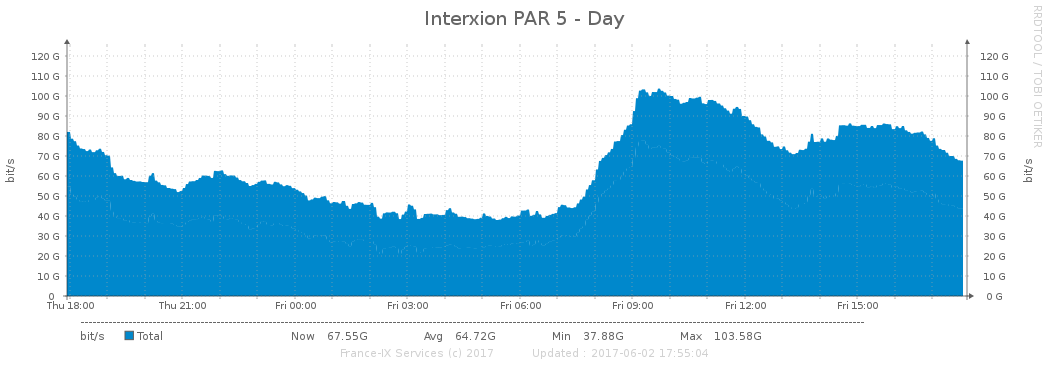 Interxion PAR 5 - Day
RRDTOOL / TOBI OETIKER
bit/s
120 G 120 G
110 G 110 G
100 G 100 G
90 G 90 G
80 G 80 G
70 G 70 G
60 G 60 G
50 G 50 G
40 G 40 G
30 G 30 G
20 G 20 G
10 G 10 G
0 0 G
bit/s
Thu 18:00 Thu 21:00 Fri 00:00 Fri 03:00 Fri 06:00 Fri 09:00 Fri 12:00 Fri 15:00
bit/s Total Now 67.55G Avg 64.72G Min 37.88G Max 103.58G
France-IX Services (c) 2017 Updated : 2017-06-02 17:55:04